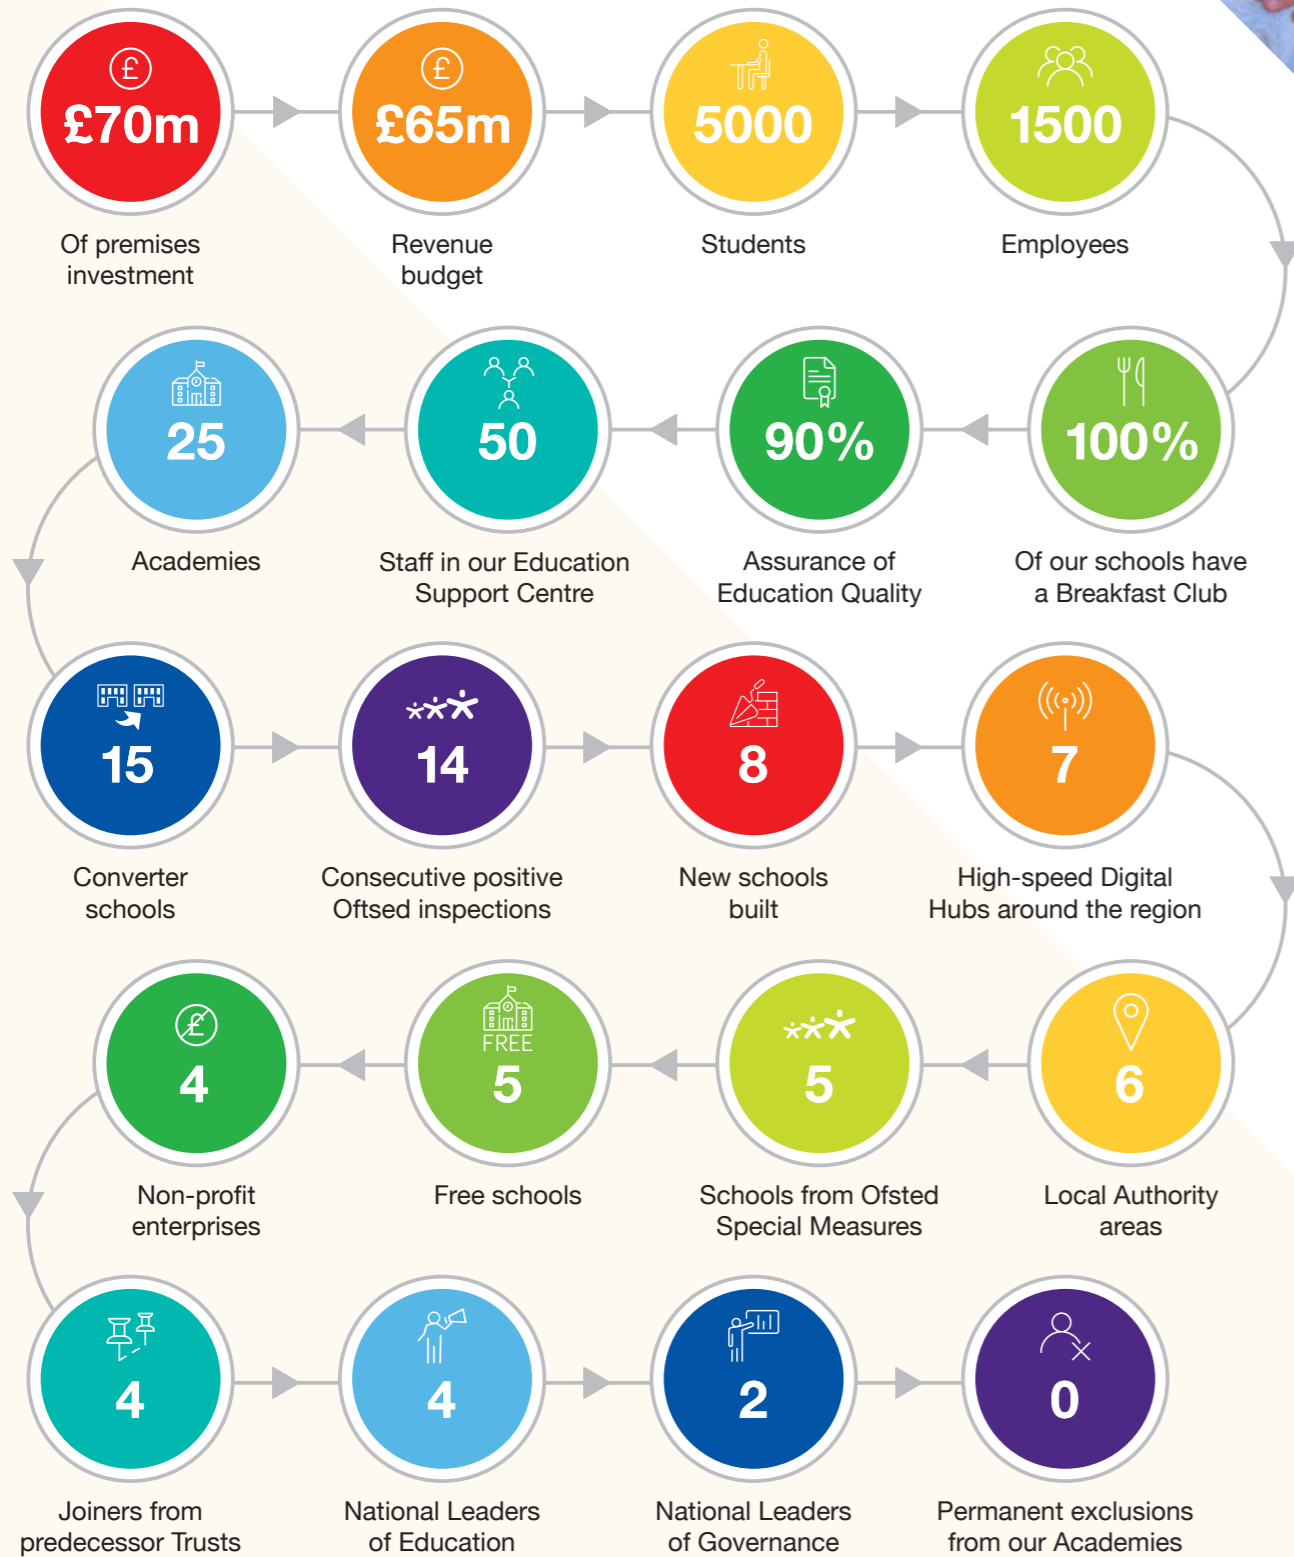 £70m
Of premises
investment
£65m
Revenue
budget
5000
Students
1500
Employees
100%
Of our schools have
a Breakfast Club
90%
Assurance of
Education Quality
50
Staff in our Education
Support Centre
25
Academies
15
Converter
schools
14
Consecutive positive
Oftsed inspections
8
New schools
built
7
High-speed Digital
Hubs around the region
6
Local Authority
areas
5
Schools from Ofsted
Special Measures
FREE
5
Free schools
£
4
Non-profit
enterprises
4
Joiners from
predecessor Trusts
4
National Leaders
of Education
2
National Leaders
of Governance
0
Permanent exclusions
from our Academies